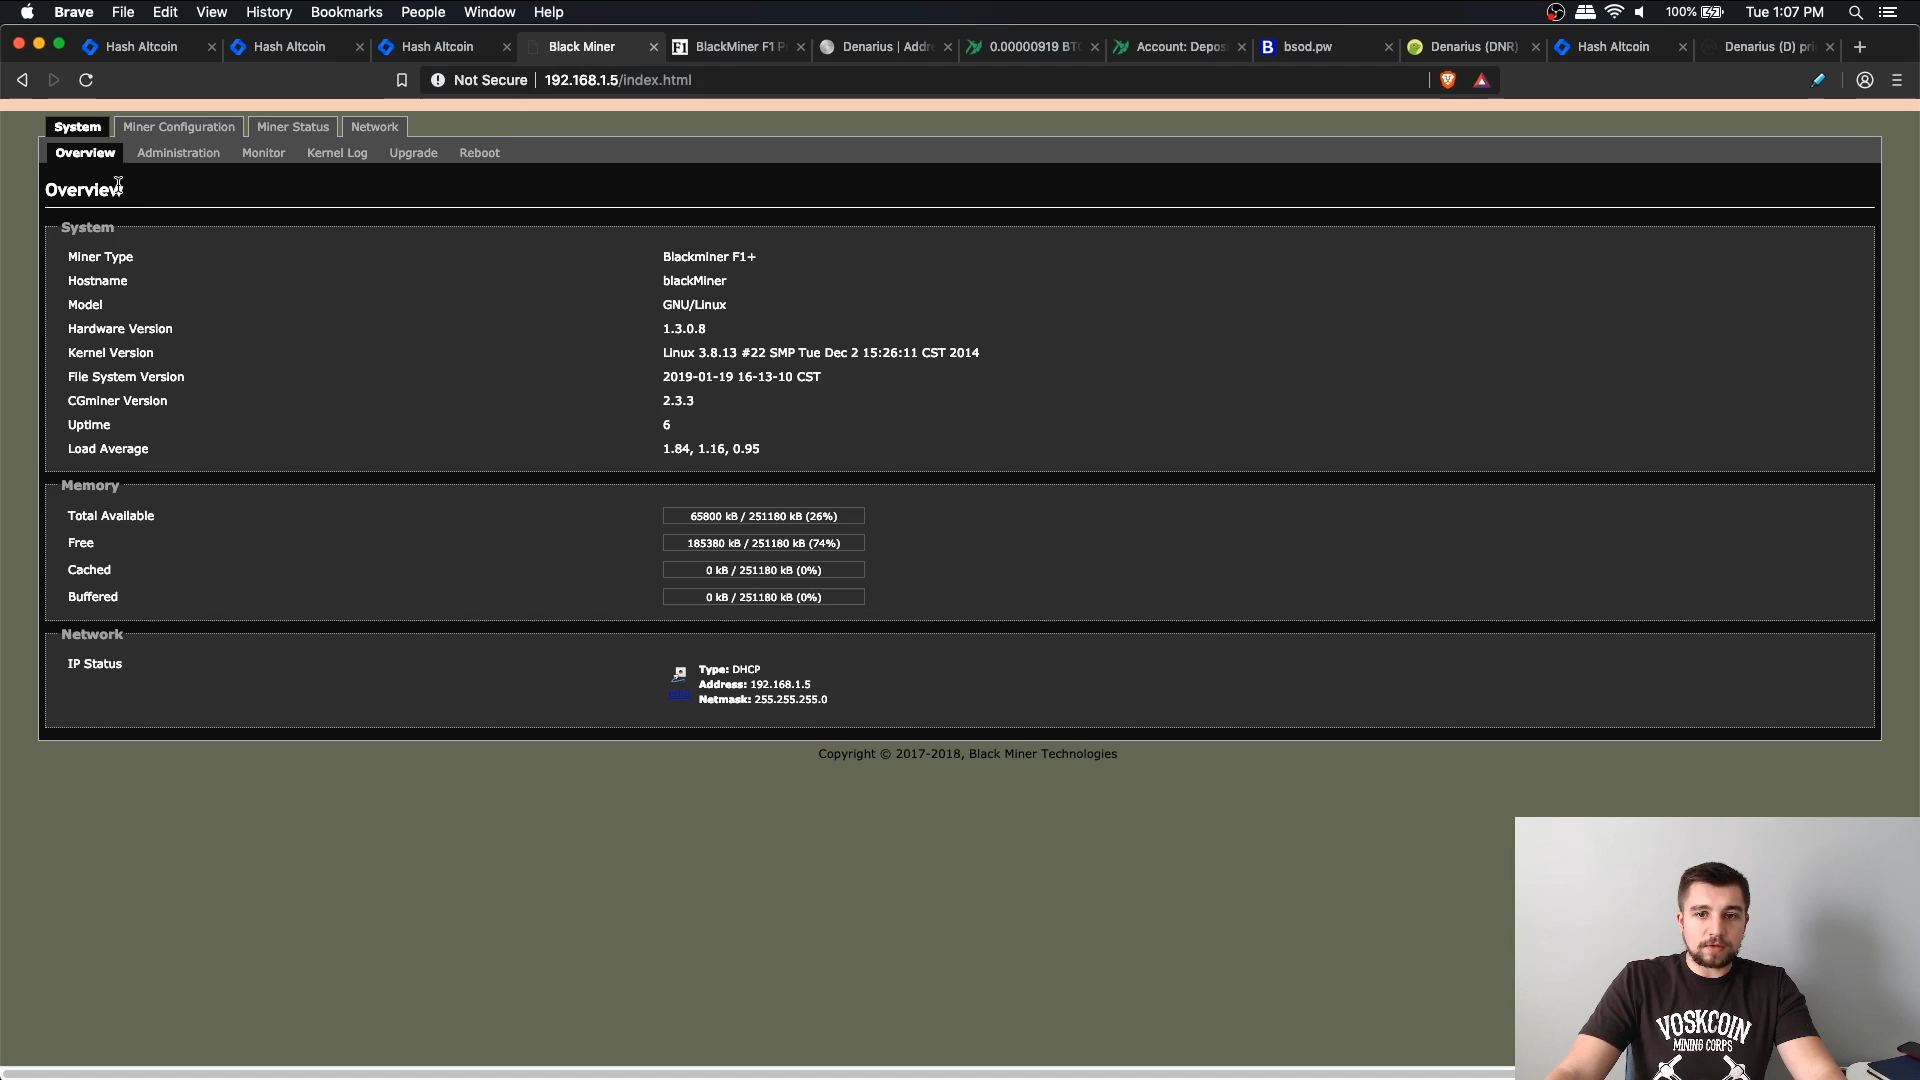 Brave File Edit View History Bookmarks People Window Help 100% Tue 1:07 PM
Hash Altcoin Hash Altcoin Hash Altcoin Black Miner BlackMiner F1 P Denarius | Addr 0.00000919 BTC Account: Depos bsod.pw Denarius (DNR) Hash Altcoin Denarius (D) pri
Not Secure 192.168.1.5/index.html
System Miner Configuration Miner Status Network
Overview Administration Monitor Kernel Log Upgrade Reboot
Overview
System
Miner Type Blackminer F1+
Hostname blackMiner
Model GNU/Linux
Hardware Version 1.3.0.8
Kernel Version Linux 3.8.13 #22 SMP Tue Dec 2 15:26:11 CST 2014
File System Version 2019-01-19 16-13-10 CST
CGminer Version 2.3.3
Uptime 6
Load Average 1.84, 1.16, 0.95
Memory
Total Available 65800 kB / 251180 kB (26%)
Free 185380 kB / 251180 kB (74%)
Cached 0 kB / 251180 kB (0%)
Buffered 0 kB / 251180 kB (0%)
Network
IP Status Type: DHCP
Address: 192.168.1.5
Netmask: 255.255.255.0
Copyright © 2017-2018, Black Miner Technologies
VOSKCOIN
MINING CORPS